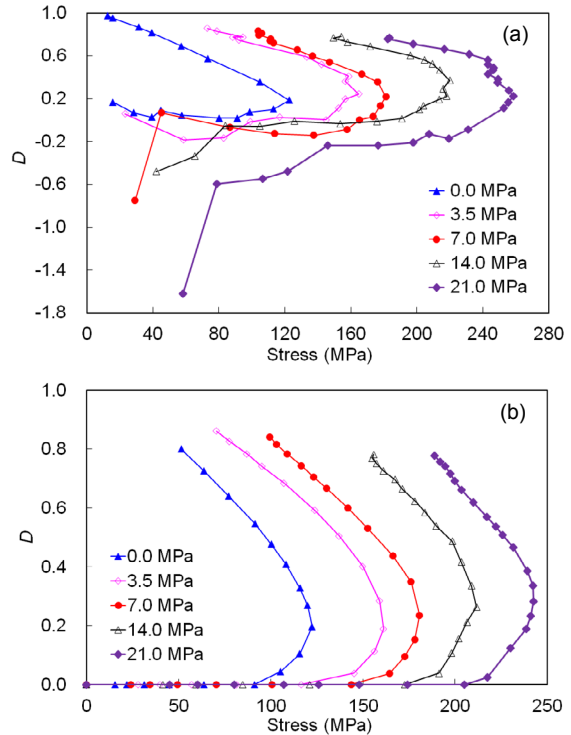 (a)
1.0
0.6
0.2
-0.2
-0.6
-1.0
-1.4
-1.8
D
0.0 MPa
3.5 MPa
7.0 MPa
14.0 MPa
21.0 MPa
0 40 80 120 160 200 240 280
Stress (MPa)
(b)
1.0
0.8
0.6
0.4
0.2
0.0
D
0.0 MPa
3.5 MPa
7.0 MPa
14.0 MPa
21.0 MPa
0 50 100 150 200 250
Stress (MPa)